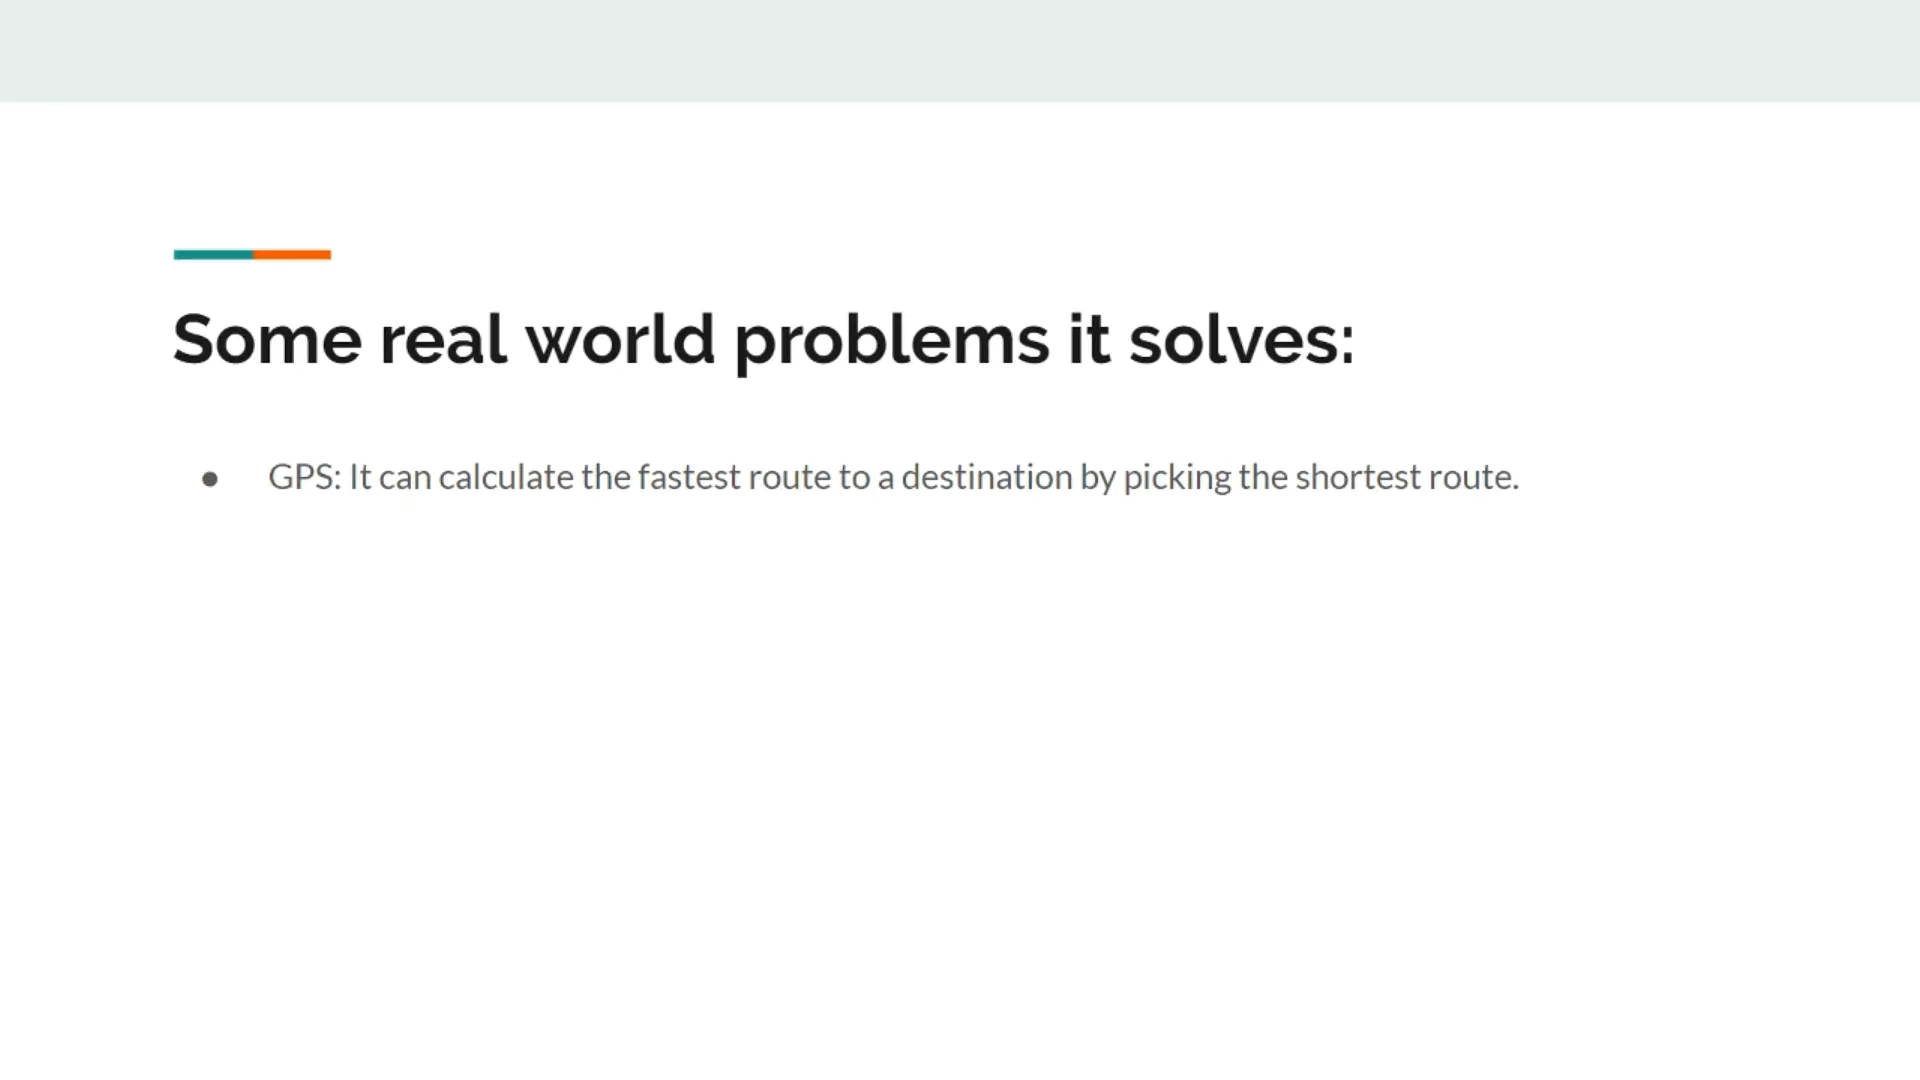 Some real world problems it solves:
● GPS: It can calculate the fastest route to a destination by picking the shortest route.